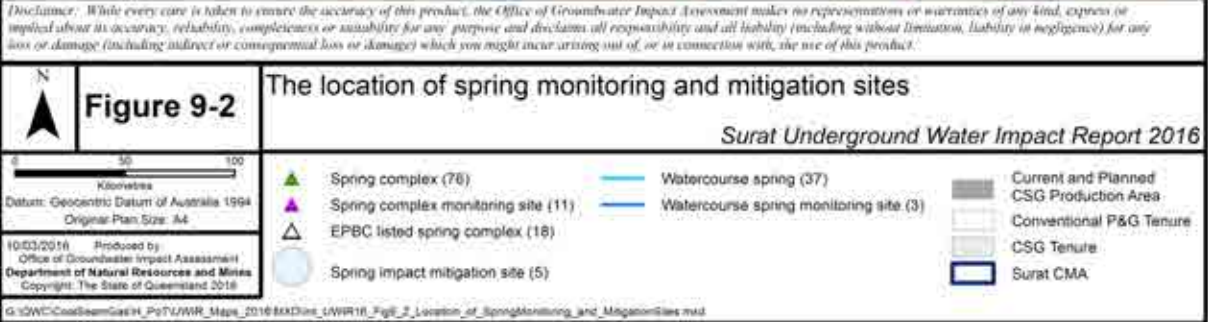 Disclaimer: While every care is taken to ensure the accuracy of this product, the Office of Groundwater Impact Assessment makes no representations or warranties of any kind, express or
implied about its accuracy, reliability, completeness or suitability for any purpose and disclaims all responsibility and all liability (including without limitation, liability in negligence) for any
loss or damage (including indirect or consequential loss or damage) which you might incur arising out of, or in connection with, the use of this product.
N
Figure 9-2
The location of spring monitoring and mitigation sites
Surat Underground Water Impact Report 2016
0 50 100
Kilometres
Datum: Geocentric Datum of Australia 1994
Original Plan Size: A4
10/03/2016 Produced by:
Office of Groundwater Impact Assessment
Department of Natural Resources and Mines
Copyright: The State of Queensland 2016
Spring complex (76)
Spring complex monitoring site (11)
EPBC listed spring complex (18)
Spring impact mitigation site (5)
Watercourse spring (37)
Watercourse spring monitoring site (3)
Current and Planned
CSG Production Area
Conventional P&G Tenure
CSG Tenure
Surat CMA